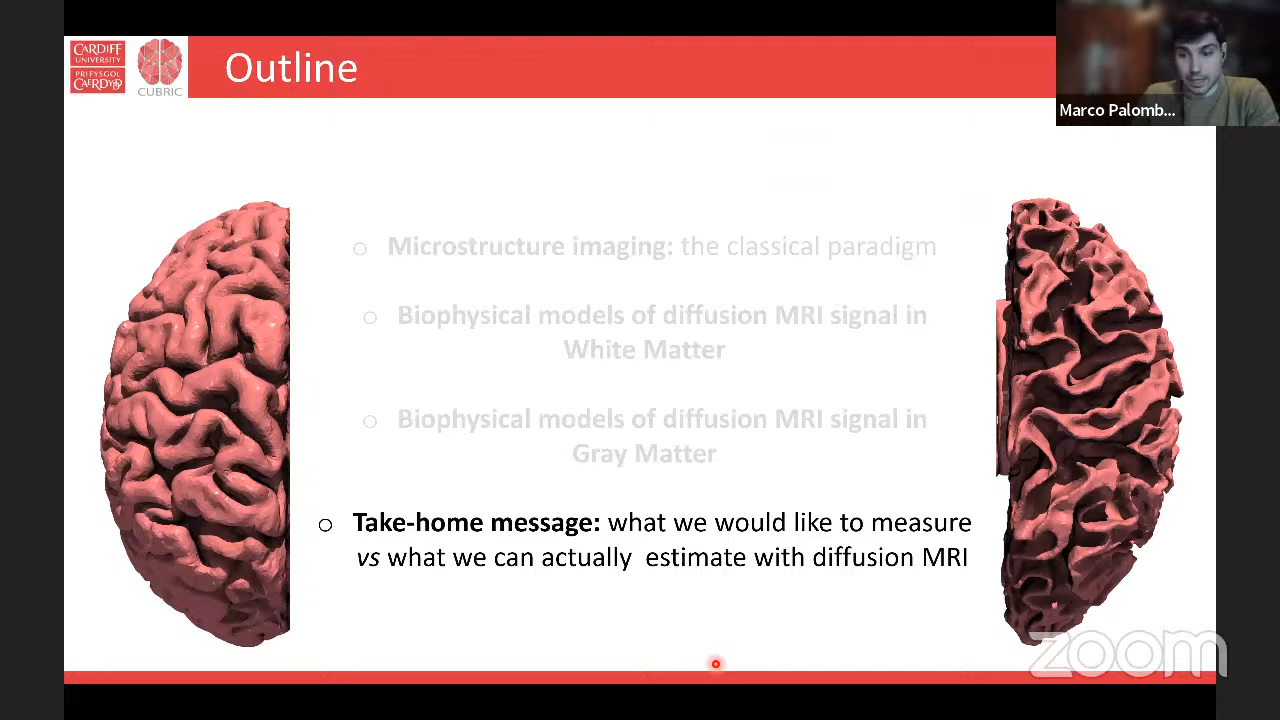 CARDIFF
UNIVERSITY
PRIFYSGOL
CAERDYDD
CUBRIC
Outline
Marco Palomb...
Microstructure imaging: the classical paradigm
Biophysical models of diffusion MRI signal in
White Matter
Biophysical models of diffusion MRI signal in
Gray Matter
Take-home message: what we would like to measure
vs what we can actually estimate with diffusion MRI
zoom